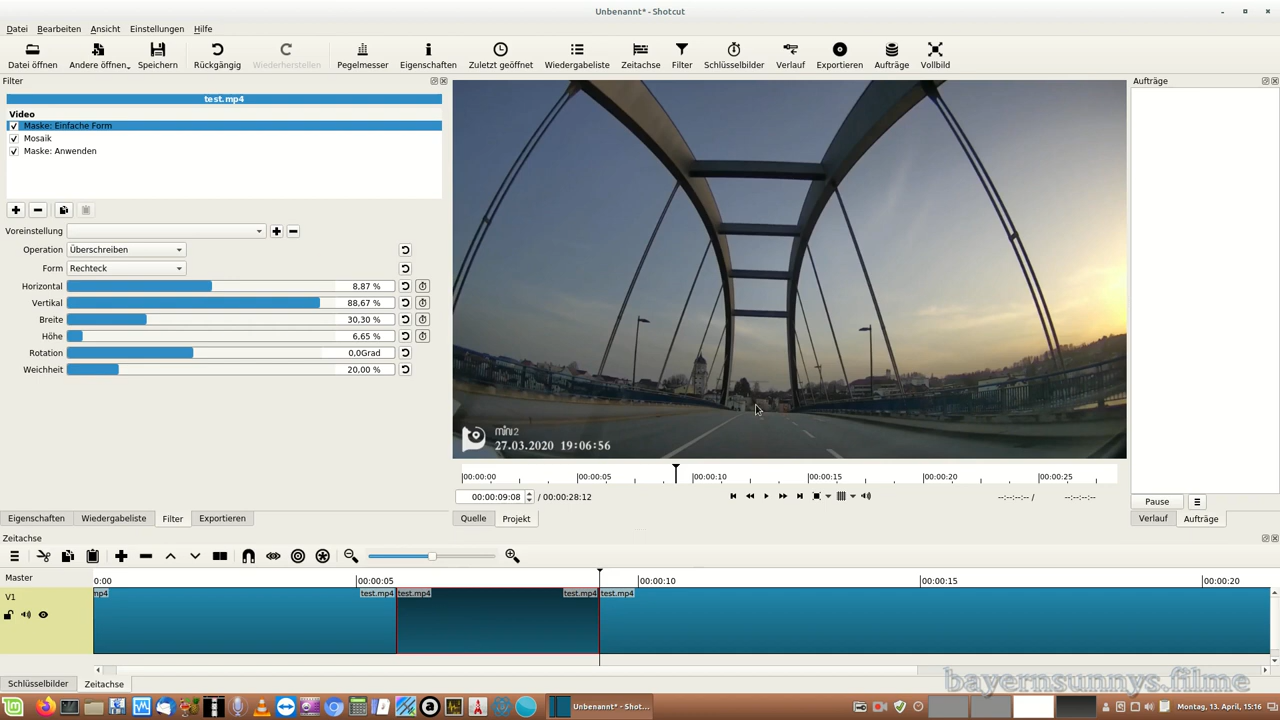 Unbenannt* - Shotcut
Datei Bearbeiten Ansicht Einstellungen Hilfe
Datei öffnen Andere öffnen Speichern Rückgängig Wiederherstellen Pegelmesser Eigenschaften Zuletzt geöffnet Wiedergabeliste Zeitachse Filter Schlüsselbilder Verlauf Exportieren Aufträge Vollbild
Filter
test.mp4
Video
Maske: Einfache Form
Mosaik
Maske: Anwenden
Voreinstellung
Operation Überschreiben
Form Rechteck
Horizontal 8,87 %
Vertikal 88,67 %
Breite 30,30 %
Höhe 6,65 %
Rotation 0,0Grad
Weichheit 20,00 %
Eigenschaften Wiedergabeliste Filter Exportieren
mini2
27.03.2020 19:06:56
00:00:00 00:00:05 00:00:10 00:00:15 00:00:20 00:00:25
00:00:09:08 / 00:00:28:12 --:--:--:-- / --:--:--:--
Quelle Projekt
Aufträge
Pause
Verlauf Aufträge
Zeitachse
Master 0:00 00:00:05 00:00:10 00:00:15 00:00:20
V1 mp4 test.mp4 test.mp4 test.mp4 test.mp4
Schlüsselbilder Zeitachse
bayernsunnys.filme
Unbenannt* - Shot... Montag, 13. April, 15:16